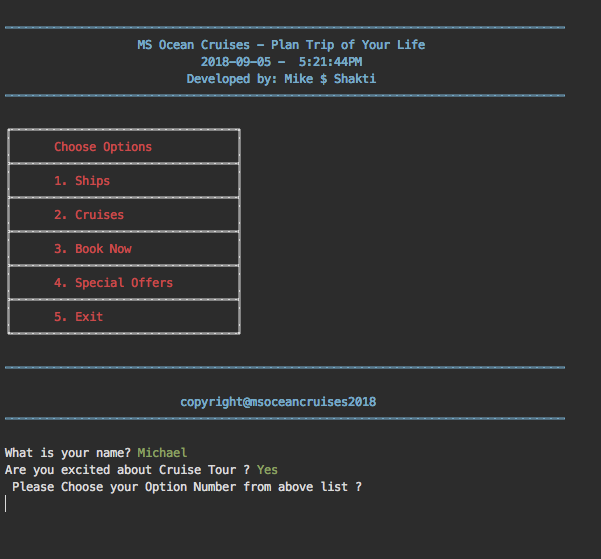 MS Ocean Cruises - Plan Trip of Your Life
2018-09-05 -  5:21:44PM
Developed by: Mike $ Shakti
Choose Options
1. Ships
2. Cruises
3. Book Now
4. Special Offers
5. Exit
copyright@msoceancruises2018
What is your name? Michael
Are you excited about Cruise Tour ? Yes
Please Choose your Option Number from above list ?